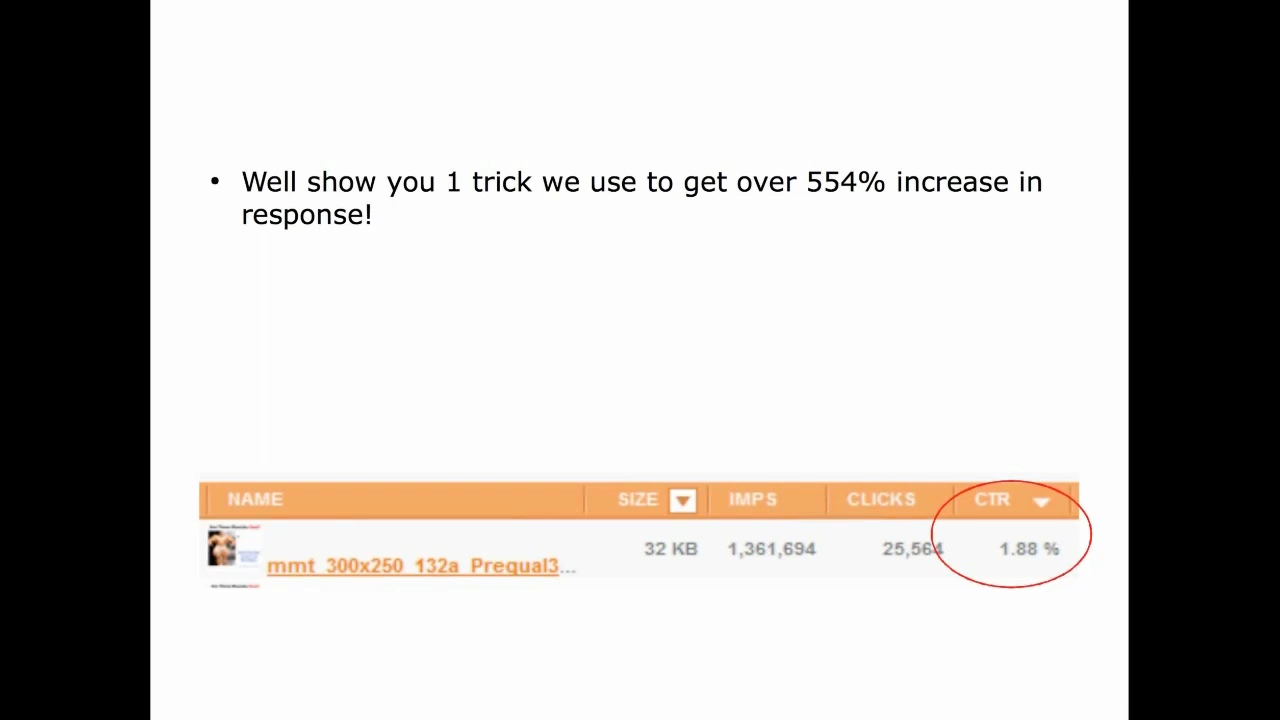 • Well show you 1 trick we use to get over 554% increase in
response!
NAME SIZE IMPS CLICKS CTR
mmt_300x250_132a_Prequal3... 32 KB 1,361,694 25,564 1.88 %